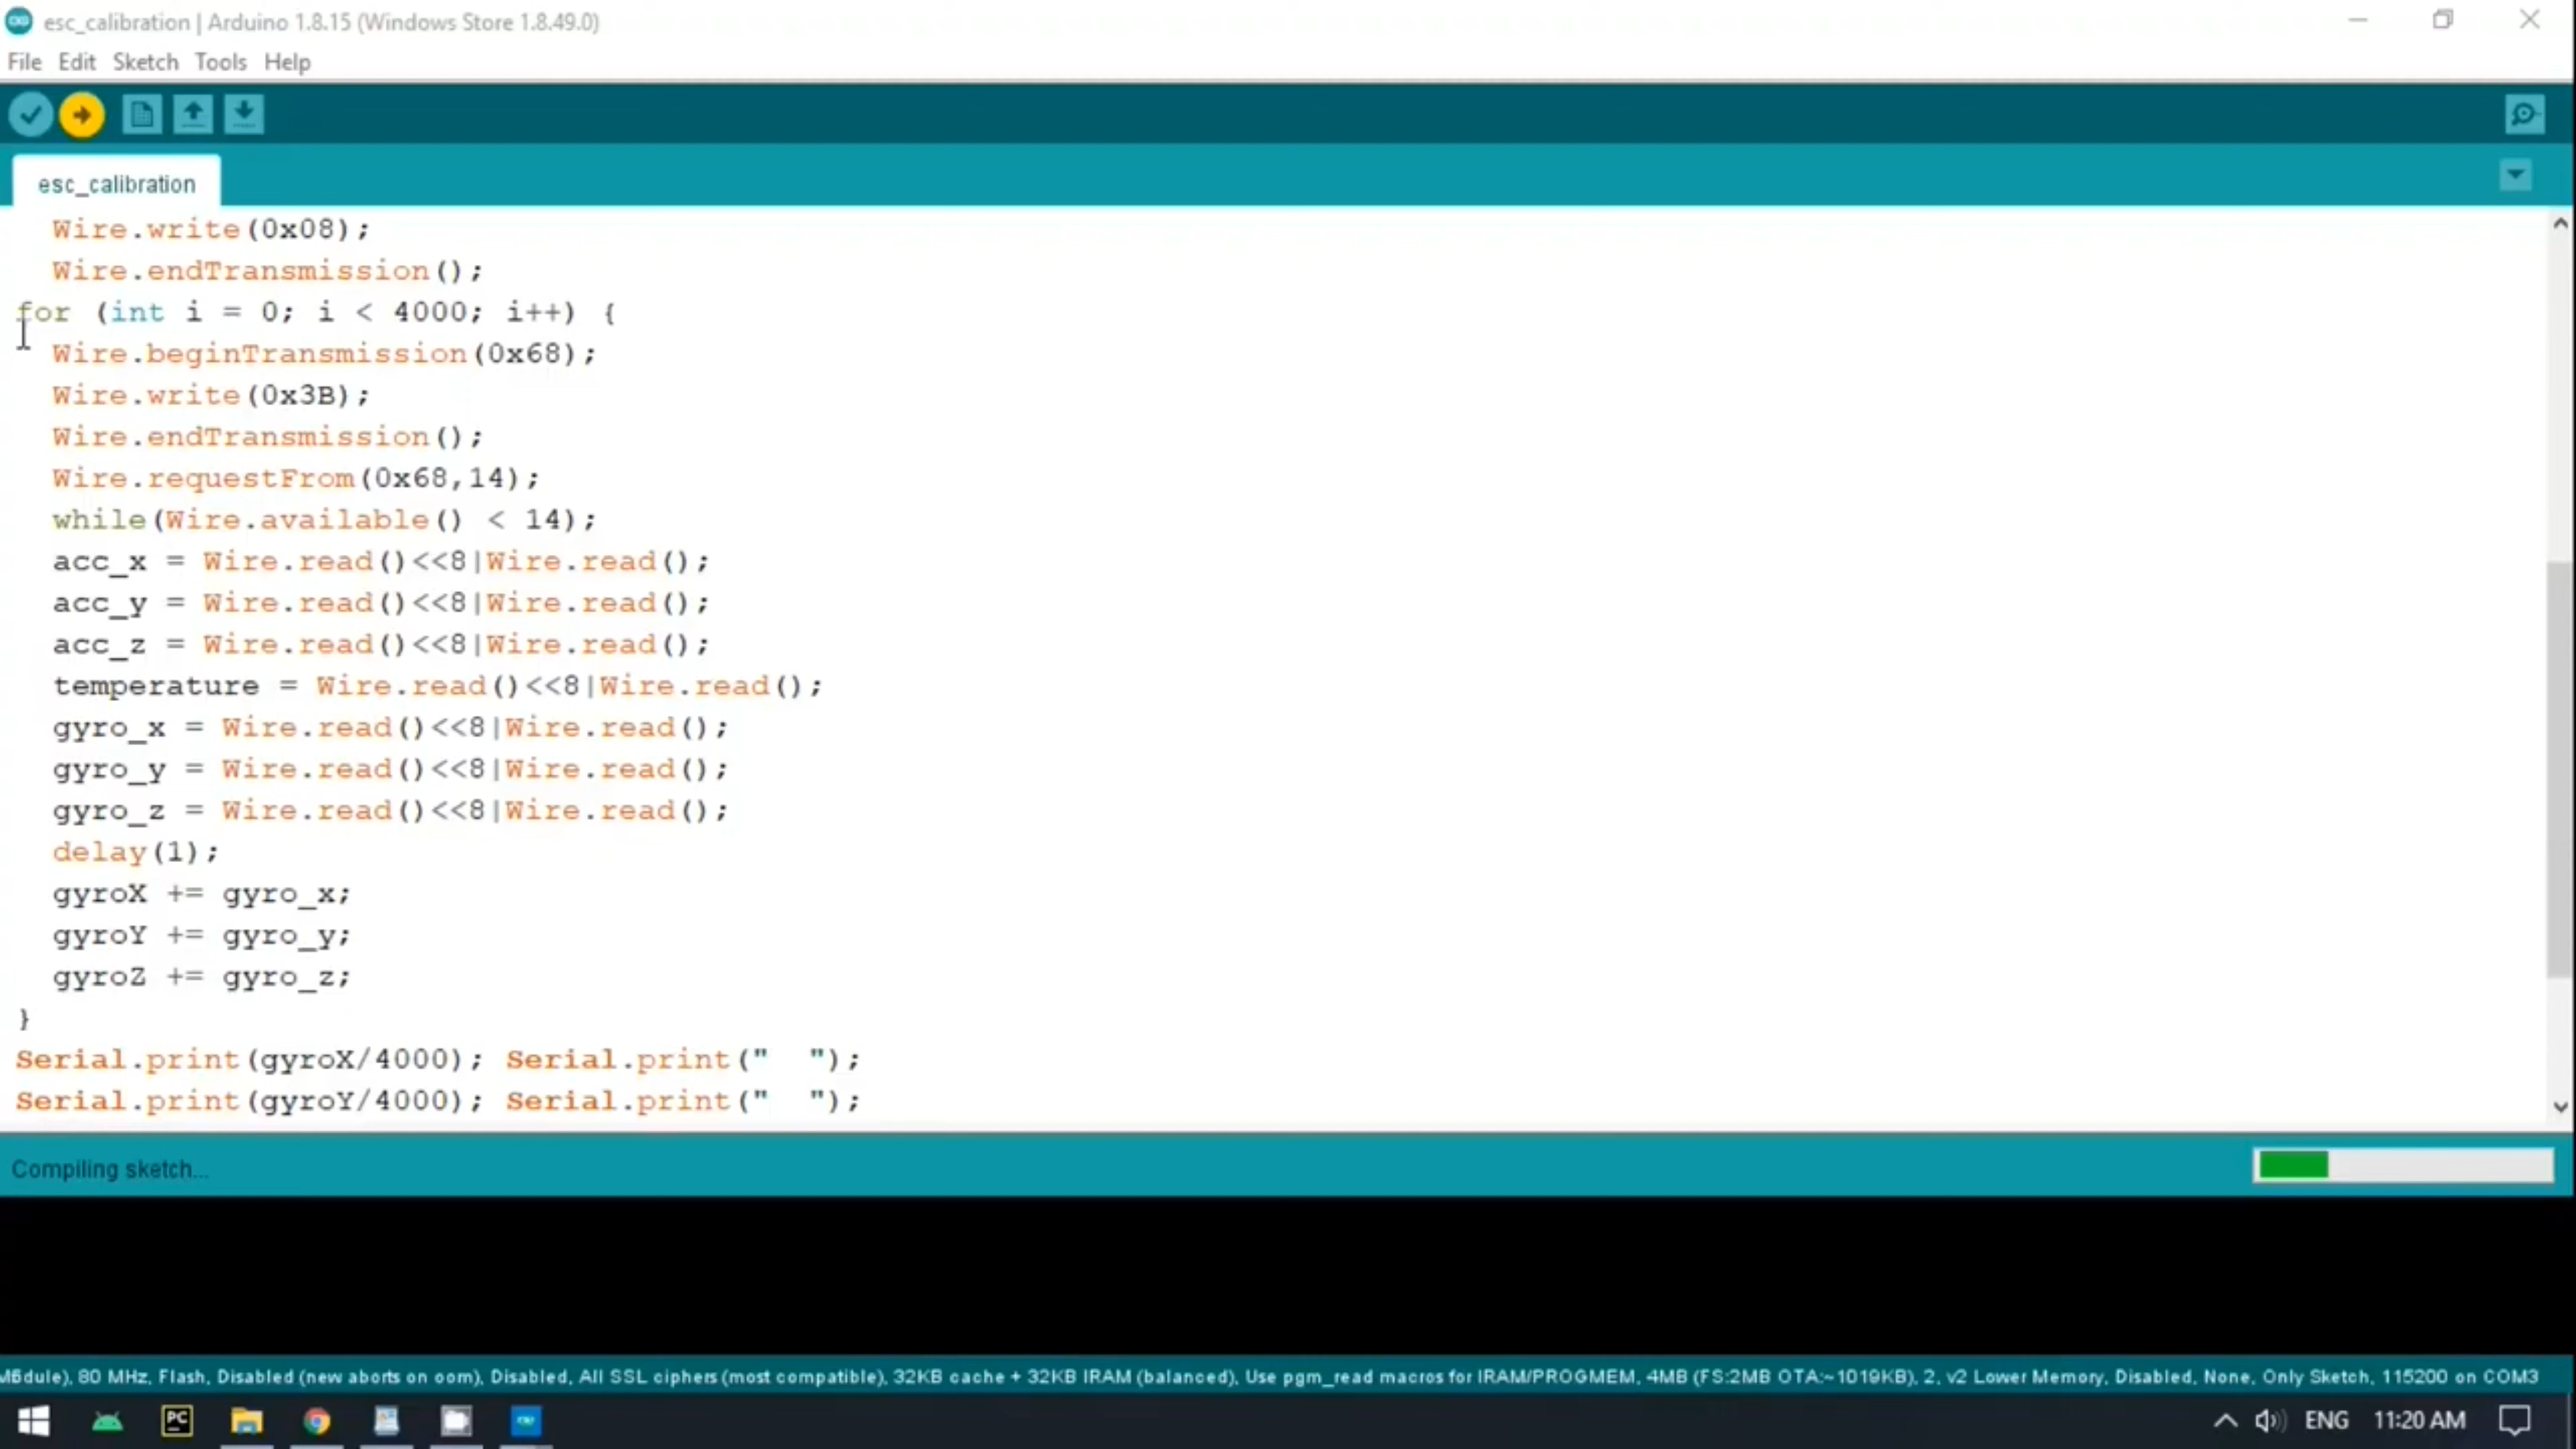 esc_calibration | Arduino 1.8.15 (Windows Store 1.8.49.0)
File Edit Sketch Tools Help
esc_calibration
Wire.write(0x08);
Wire.endTransmission();
for (int i = 0; i < 4000; i++) {
Wire.beginTransmission(0x68);
Wire.write(0x3B);
Wire.endTransmission();
Wire.requestFrom(0x68,14);
while(Wire.available() < 14);
acc_x = Wire.read()<<8|Wire.read();
acc_y = Wire.read()<<8|Wire.read();
acc_z = Wire.read()<<8|Wire.read();
temperature = Wire.read()<<8|Wire.read();
gyro_x = Wire.read()<<8|Wire.read();
gyro_y = Wire.read()<<8|Wire.read();
gyro_z = Wire.read()<<8|Wire.read();
delay(1);
gyroX += gyro_x;
gyroY += gyro_y;
gyroZ += gyro_z;
}
Serial.print(gyroX/4000); Serial.print("  ");
Serial.print(gyroY/4000); Serial.print("  ");
Compiling sketch...
80 MHz, Flash, Disabled (new aborts on oom), Disabled, All SSL ciphers (most compatible), 32KB cache + 32KB IRAM (balanced), Use pgm_read macros for IRAM/PROGMEM, 4MB (FS:2MB OTA:~1019KB), 2, v2 Lower Memory, Disabled, None, Only Sketch, 115200 on COM3
PC
ENG 11:20 AM